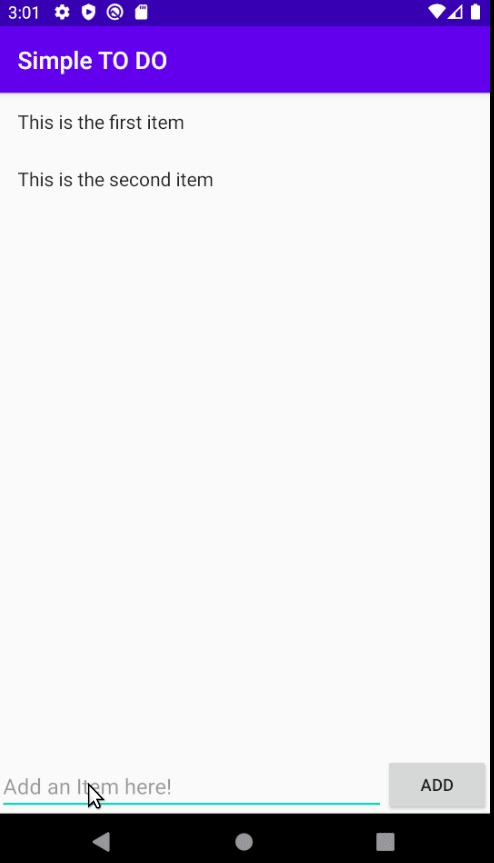 3:01
Simple TO DO
This is the first item
This is the second item
Add an Item here!
ADD